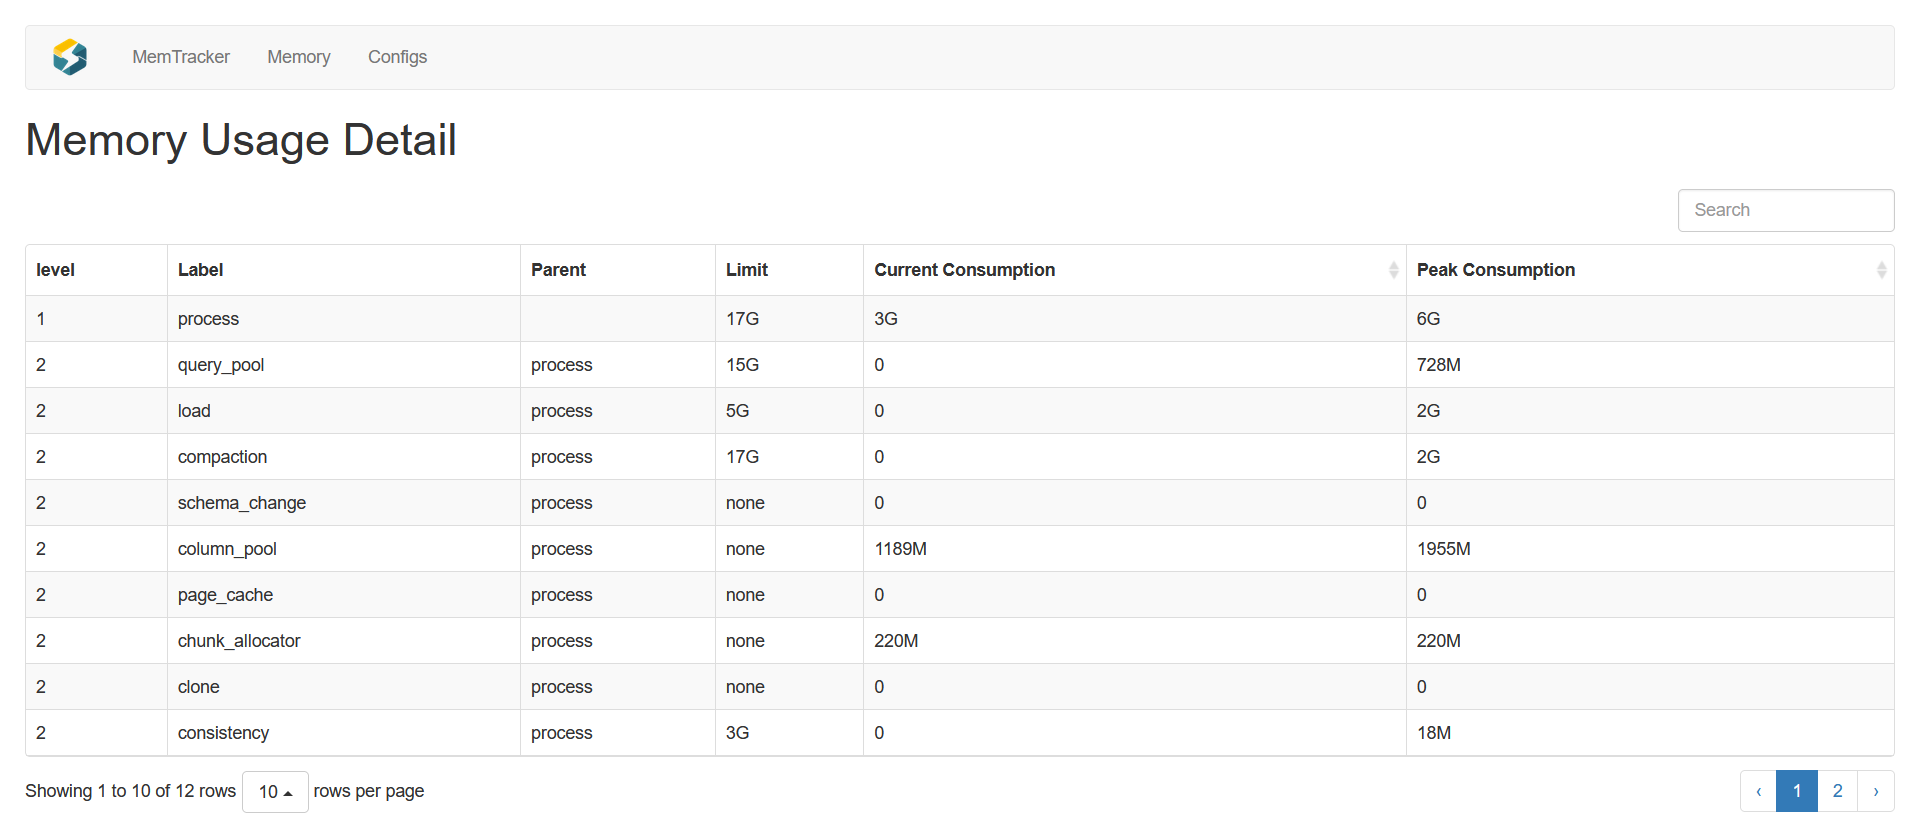 MemTracker Memory Configs
Memory Usage Detail
Search
level Label Parent Limit Current Consumption Peak Consumption
1 process 17G 3G 6G
2 query_pool process 15G 0 728M
2 load process 5G 0 2G
2 compaction process 17G 0 2G
2 schema_change process none 0 0
2 column_pool process none 1189M 1955M
2 page_cache process none 0 0
2 chunk_allocator process none 220M 220M
2 clone process none 0 0
2 consistency process 3G 0 18M
Showing 1 to 10 of 12 rows 10 rows per page ‹ 1 2 ›